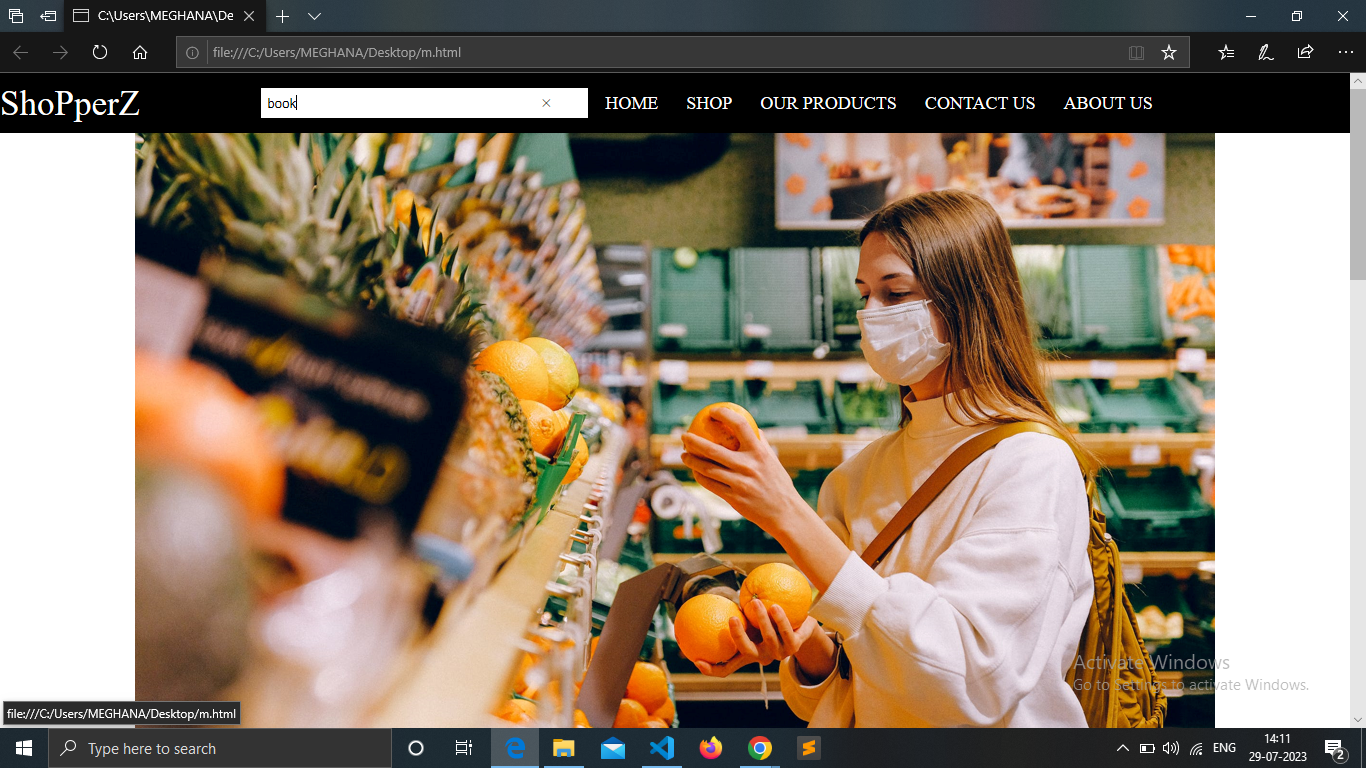 C:\Users\MEGHANA\De
file:///C:/Users/MEGHANA/Desktop/m.html
ShoPperZ
book
HOME
SHOP
OUR PRODUCTS
CONTACT US
ABOUT US
Activate Windows
Go to Settings to activate Windows.
file:///C:/Users/MEGHANA/Desktop/m.html
Type here to search
ENG
14:11
29-07-2023
2